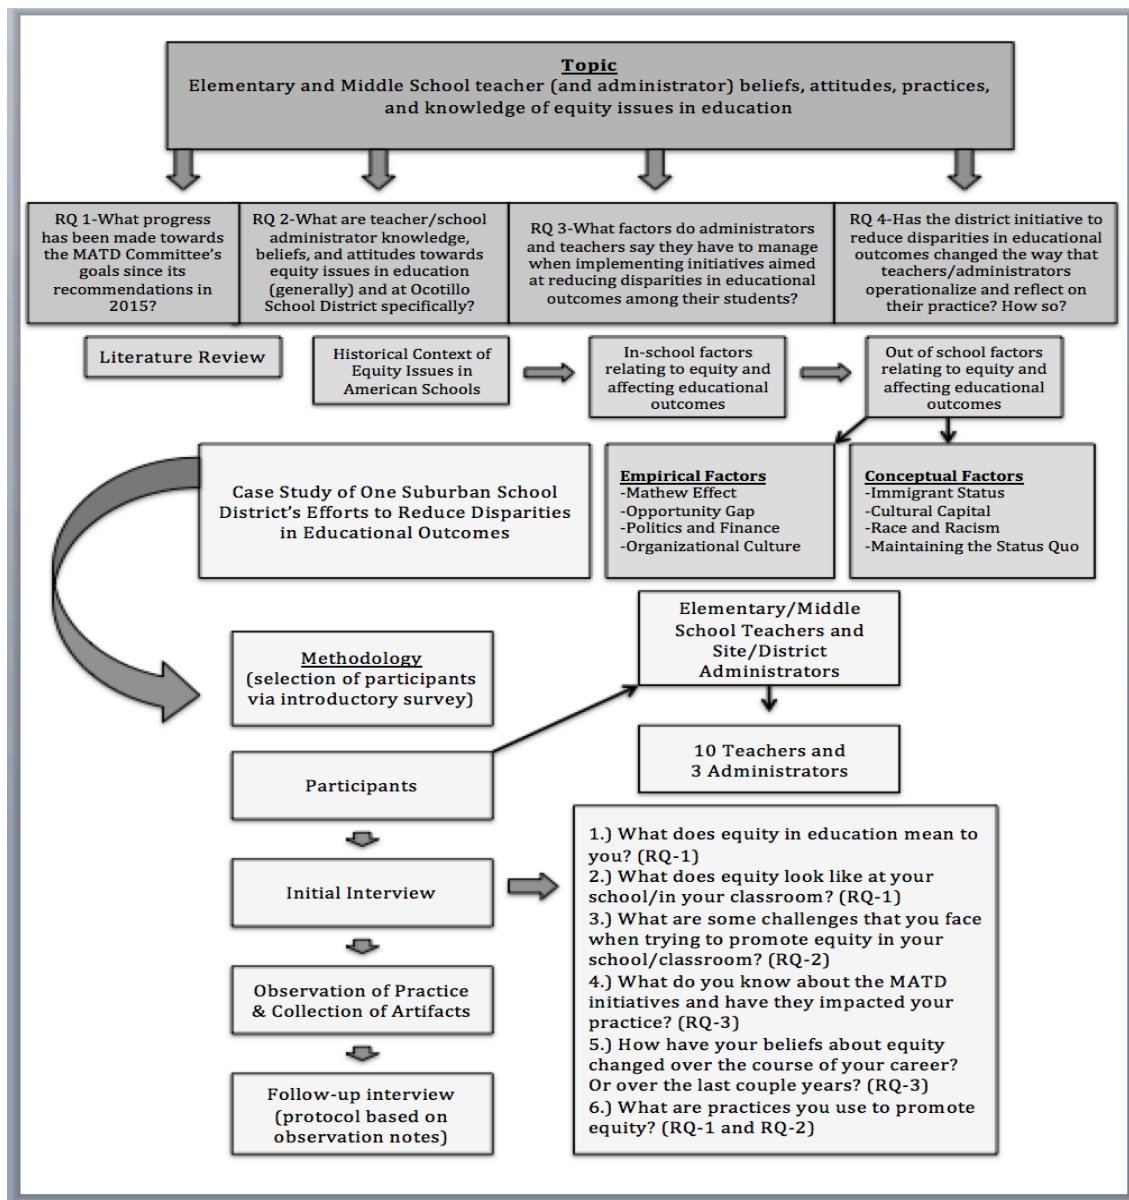 Topic
Elementary and Middle School teacher (and administrator) beliefs, attitudes, practices,
and knowledge of equity issues in education
RQ 1-What progress
has been made towards
the MATD Committee's
goals since its
recommendations in
2015?
RQ 2-What are teacher/school
administrator knowledge,
beliefs, and attitudes towards
equity issues in education
(generally) and at Ocotillo
School District specifically?
RQ 3-What factors do administrators
and teachers say they have to manage
when implementing initiatives aimed
at reducing disparities in educational
outcomes among their students?
RQ 4-Has the district initiative to
reduce disparities in educational
outcomes changed the way that
teachers/administrators
operationalize and reflect on
their practice? How so?
Literature Review
Historical Context of
Equity Issues in
American Schools
In-school factors
relating to equity and
affecting educational
outcomes
Out of school factors
relating to equity and
affecting educational
outcomes
Case Study of One Suburban School
District's Efforts to Reduce Disparities
in Educational Outcomes
Empirical Factors
-Mathew Effect
-Opportunity Gap
-Politics and Finance
-Organizational Culture
Conceptual Factors
-Immigrant Status
-Cultural Capital
-Race and Racism
-Maintaining the Status Quo
Methodology
(selection of participants
via introductory survey)
Elementary/Middle
School Teachers and
Site/District
Administrators
Participants
10 Teachers and
3 Administrators
Initial Interview
1.) What does equity in education mean to
you? (RQ-1)
2.) What does equity look like at your
school/in your classroom? (RQ-1)
3.) What are some challenges that you face
when trying to promote equity in your
school/classroom? (RQ-2)
4.) What do you know about the MATD
initiatives and have they impacted your
practice? (RQ-3)
5.) How have your beliefs about equity
changed over the course of your career?
Or over the last couple years? (RQ-3)
6.) What are practices you use to promote
equity? (RQ-1 and RQ-2)
Observation of Practice
& Collection of Artifacts
Follow-up interview
(protocol based on
observation notes)